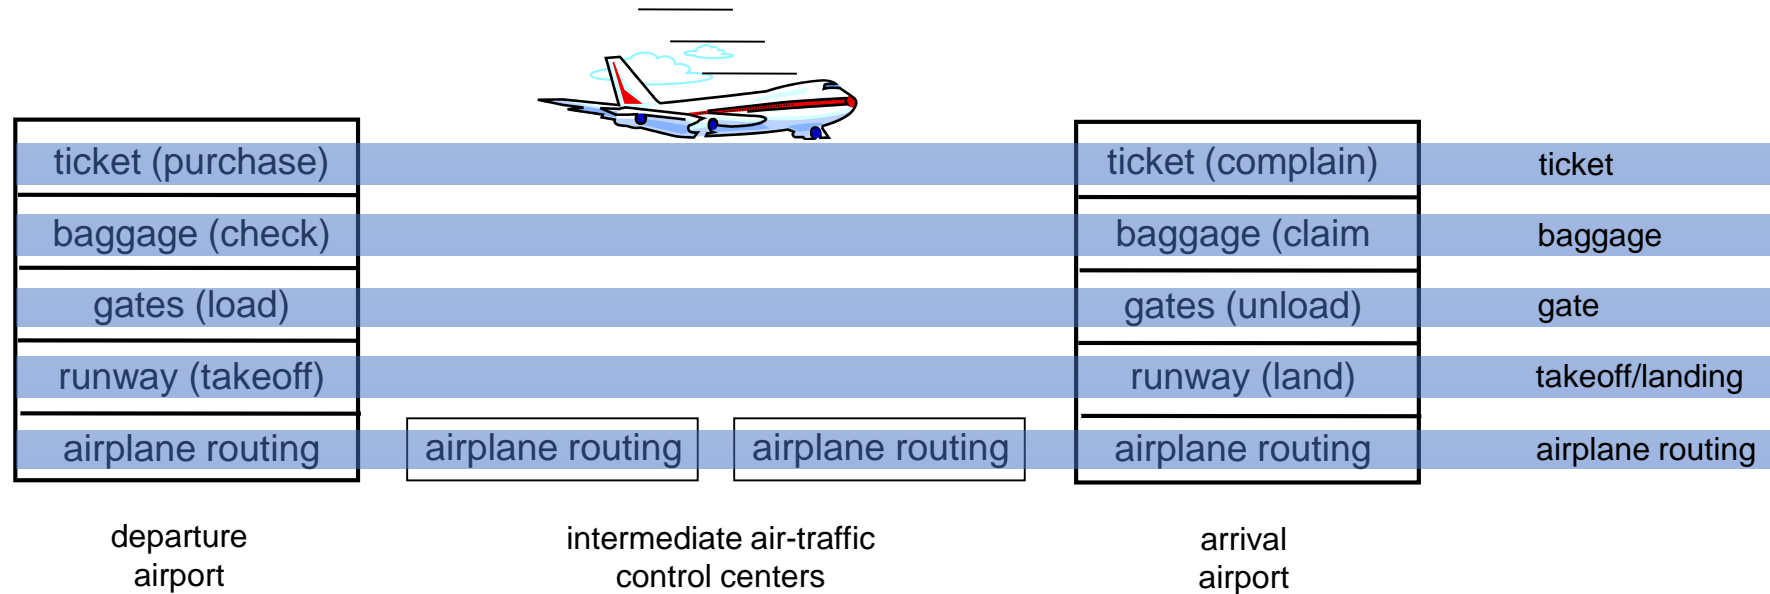 ticket (purchase)
ticket (complain)
ticket
baggage (check)
baggage (claim
baggage
gates (load)
gates (unload)
gate
runway (takeoff)
runway (land)
takeoff/landing
airplane routing
airplane routing
airplane routing
airplane routing
airplane routing
departure
airport
intermediate air-traffic
control centers
arrival
airport